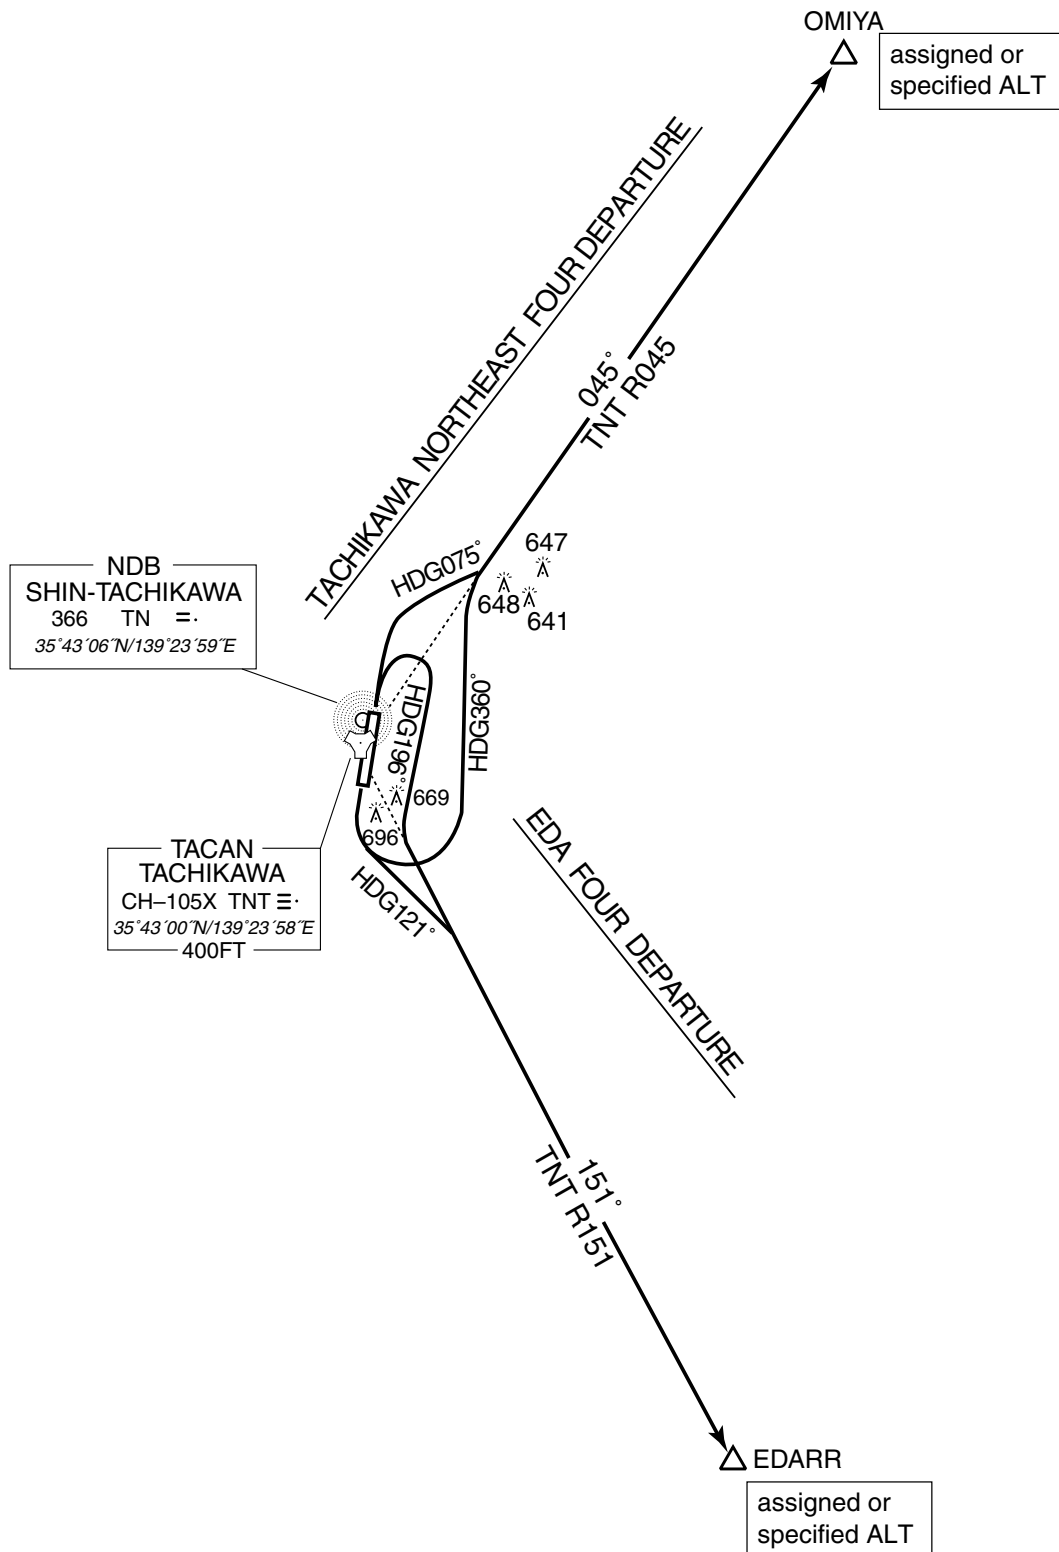 OMIYA
assigned or
specified ALT
TACHIKAWA NORTHEAST FOUR DEPARTURE
045°
TNT R045
HDG075°
647
648
641
NDB
SHIN-TACHIKAWA
366 TN
35°43´06˝N/139°23´59˝E
HDG196°
HDG360°
669
696
TACAN
TACHIKAWA
CH–105X TNT
35°43´00˝N/139°23´58˝E
400FT
HDG121°
EDA FOUR DEPARTURE
151°
TNT R151
EDARR
assigned or
specified ALT